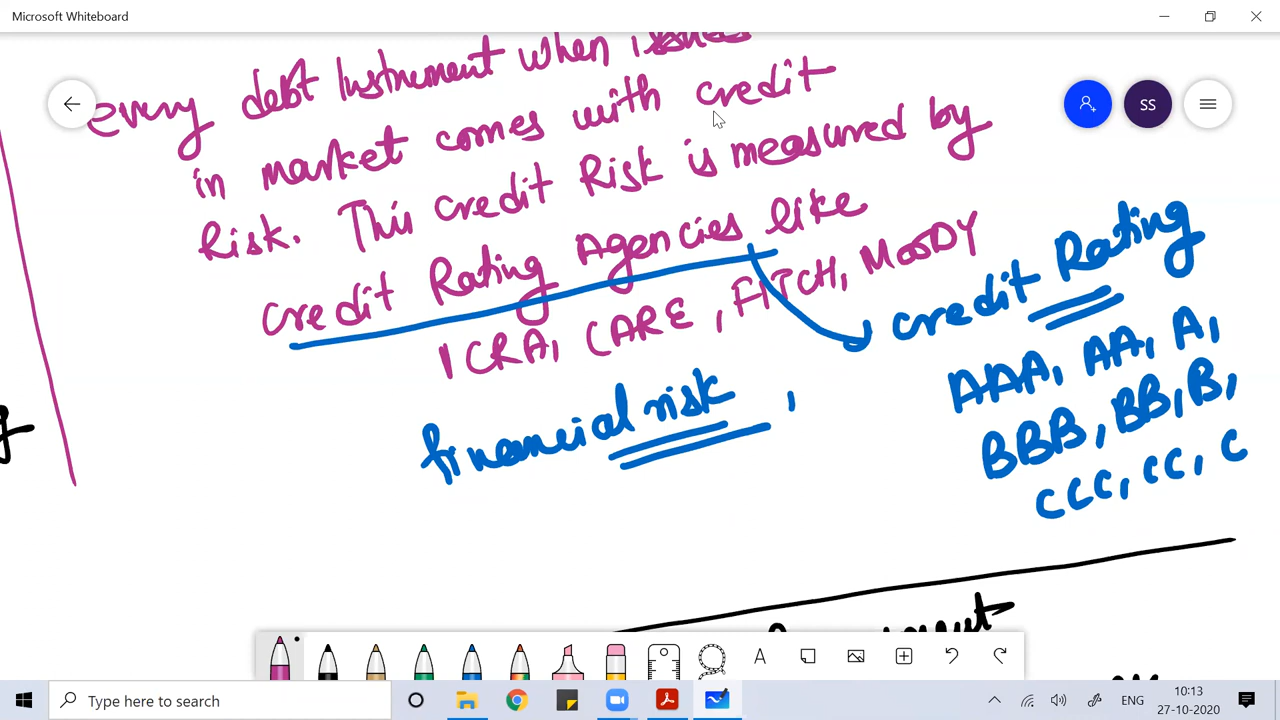 Microsoft Whiteboard
every debt Instrument when issues
in market comes with credit
Risk. This credit Risk is measured by
credit Rating Agencies like
ICRA, CARE, FITCH, MOODY
financial risk,
SS
credit Rating
AAA, AA, A,
BBB, BB, B,
CCC, CC, C
A
Type here to search
ENG
10:13
27-10-2020